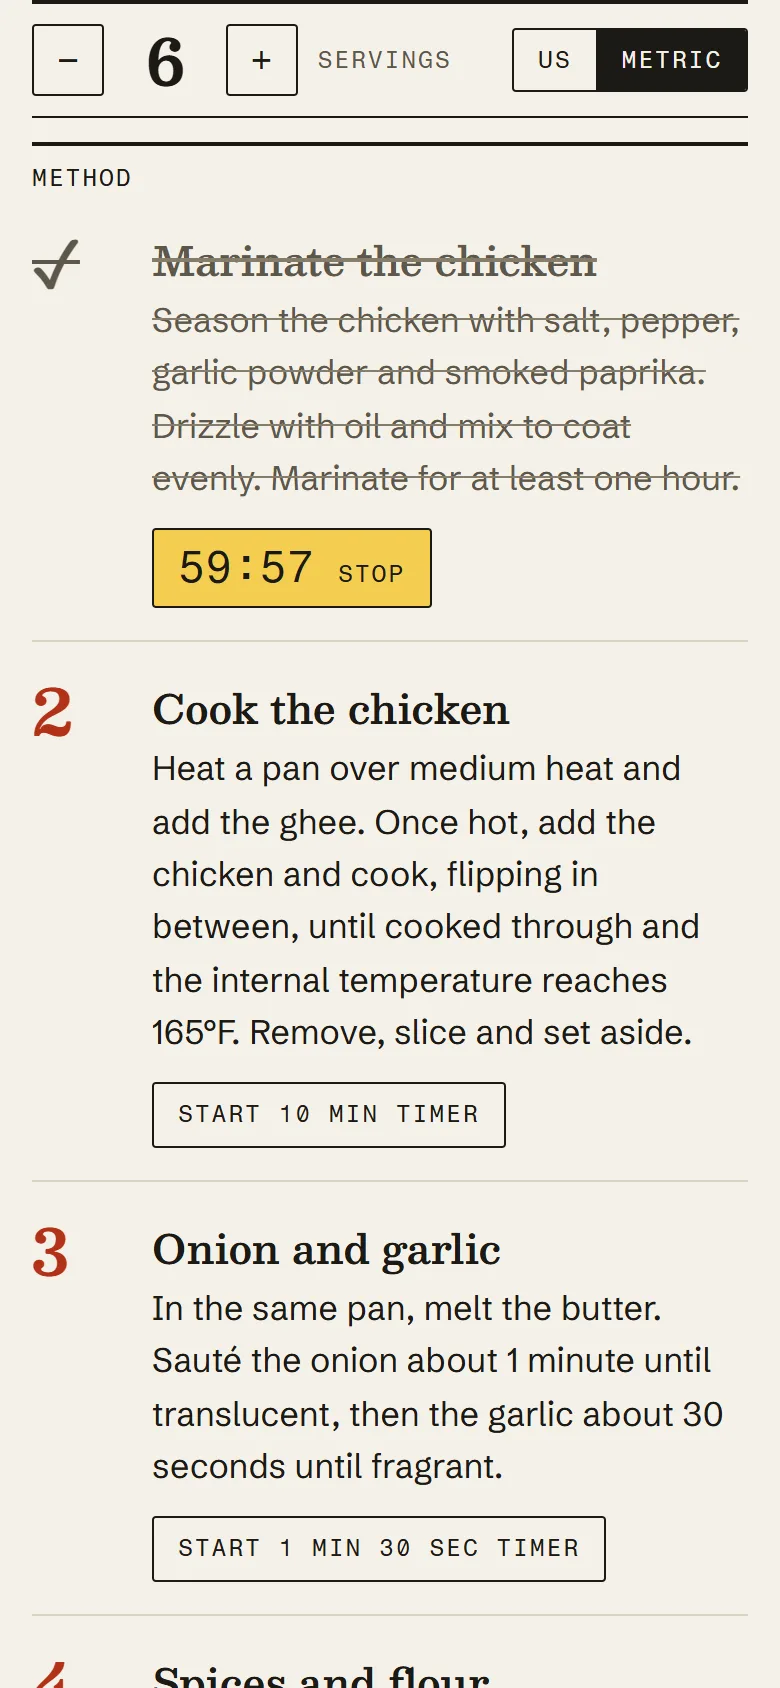 − 6 + SERVINGS US METRIC
METHOD
✓ Marinate the chicken
Season the chicken with salt, pepper,
garlic powder and smoked paprika.
Drizzle with oil and mix to coat
evenly. Marinate for at least one hour.
59:57 STOP
2 Cook the chicken
Heat a pan over medium heat and
add the ghee. Once hot, add the
chicken and cook, flipping in
between, until cooked through and
the internal temperature reaches
165°F. Remove, slice and set aside.
START 10 MIN TIMER
3 Onion and garlic
In the same pan, melt the butter.
Sauté the onion about 1 minute until
translucent, then the garlic about 30
seconds until fragrant.
START 1 MIN 30 SEC TIMER
4 Spices and flour